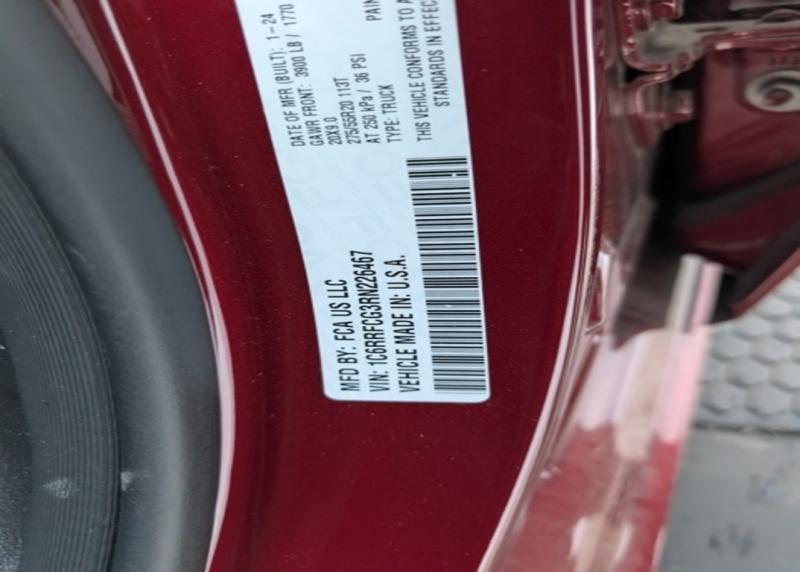 MFD BY: FCA US LLC
DATE OF MFR (BUILT): 1-24
GAWR FRONT: 3900 LB / 1770
VIN: 1C6RRFCG3RN226467
20X9.0
275/55R20 113T
VEHICLE MADE IN: U.S.A.
AT 250 kPa / 36 PSI
TYPE: TRUCK
THIS VEHICLE CONFORMS TO A
STANDARDS IN EFFEC